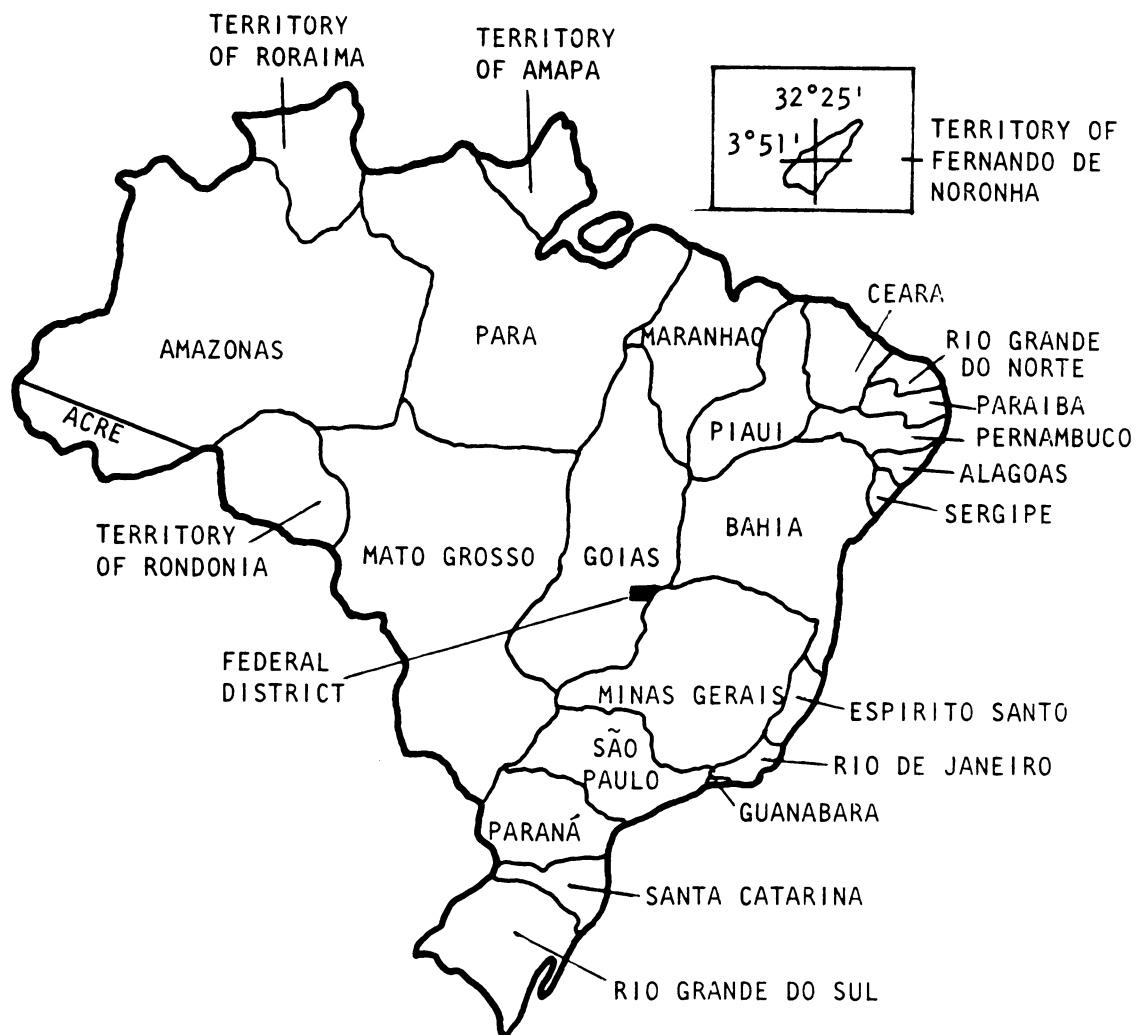 TERRITORY
OF RORAIMA
TERRITORY
OF AMAPA
32°25'
3°51'
TERRITORY OF
FERNANDO DE
NORONHA
CEARA
RIO GRANDE
DO NORTE
AMAZONAS
PARA
MARANHAO
PARAIBA
ACRE
PIAUI
PERNAMBUCO
ALAGOAS
SERGIPE
TERRITORY
OF RONDONIA
MATO GROSSO
GOIAS
BAHIA
FEDERAL
DISTRICT
MINAS GERAIS
ESPIRITO SANTO
SÃO
PAULO
RIO DE JANEIRO
GUANABARA
PARANÁ
SANTA CATARINA
RIO GRANDE DO SUL